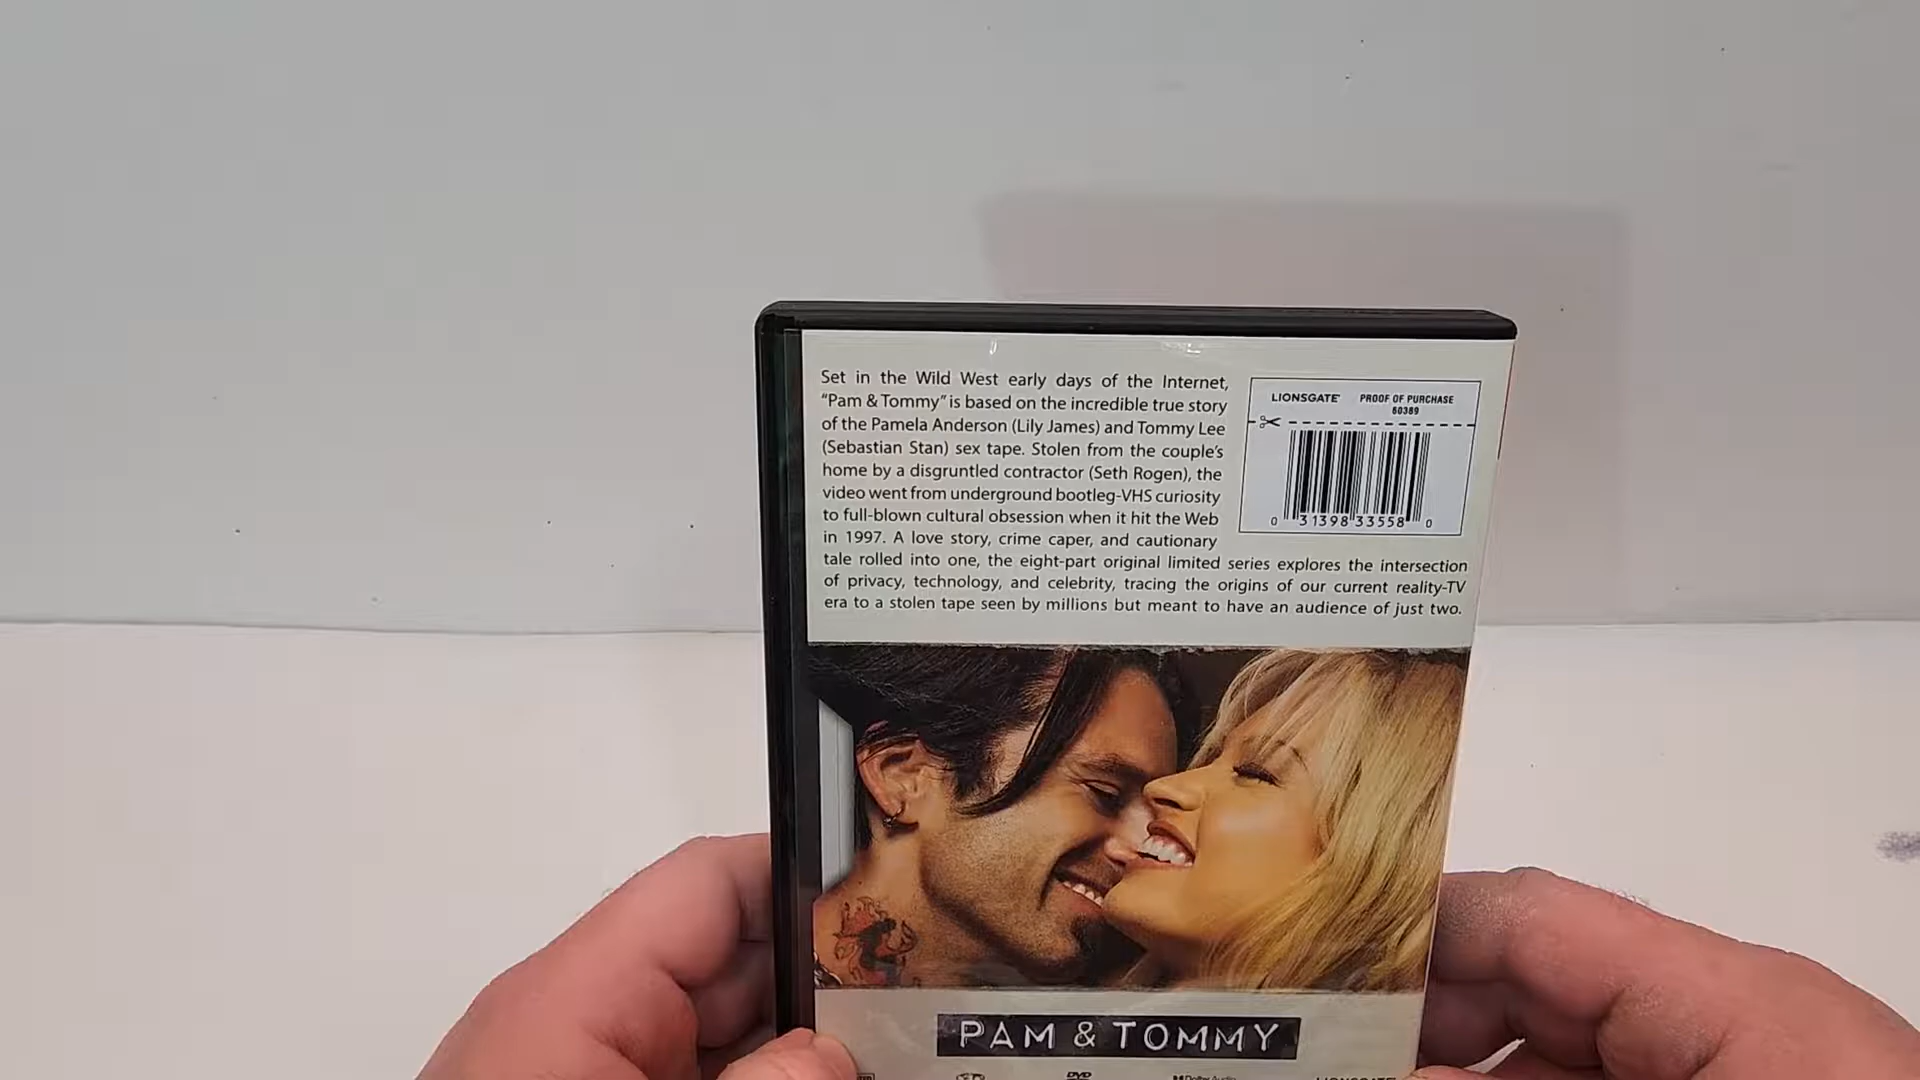 Set in the Wild West early days of the Internet,
“Pam & Tommy” is based on the incredible true story
of the Pamela Anderson (Lily James) and Tommy Lee
(Sebastian Stan) sex tape. Stolen from the couple’s
home by a disgruntled contractor (Seth Rogen), the
video went from underground bootleg-VHS curiosity
to full-blown cultural obsession when it hit the Web
in 1997. A love story, crime caper, and cautionary
tale rolled into one, the eight-part original limited series explores the intersection
of privacy, technology, and celebrity, tracing the origins of our current reality-TV
era to a stolen tape seen by millions but meant to have an audience of just two.
LIONSGATE PROOF OF PURCHASE
60389
0 31398 33558 0
PAM & TOMMY
DVD Dolby Audio LIONSGATE